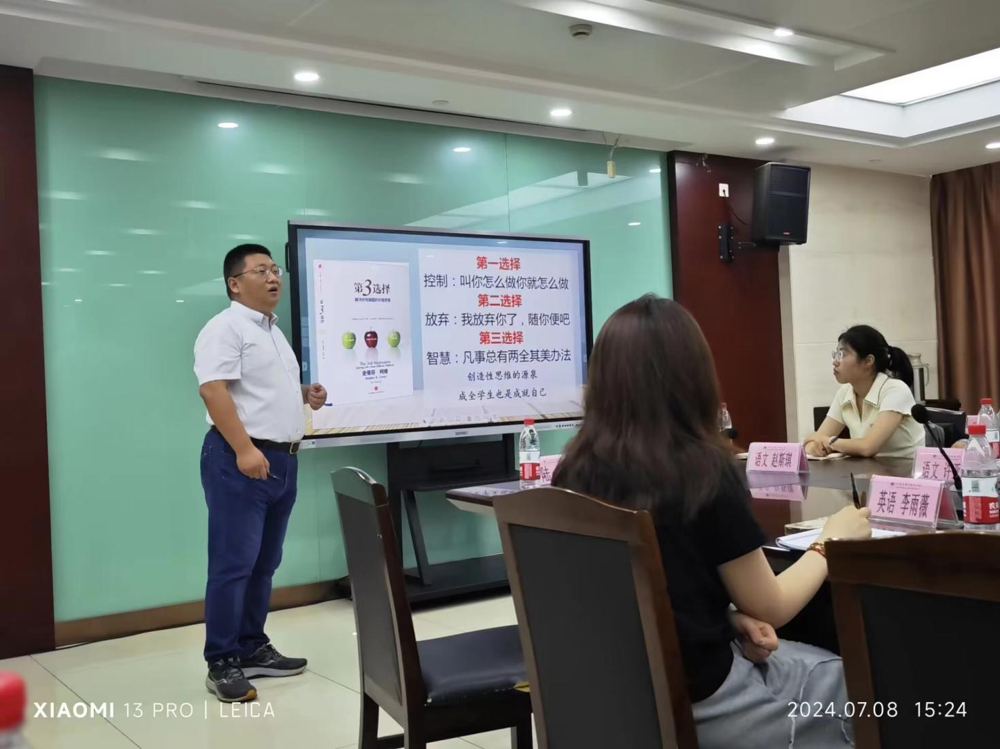 第3选择
第一选择
控制：叫你怎么做你就怎么做
第二选择
放弃：我放弃你了，随你便吧
第三选择
智慧：凡事总有两全其美办法
创造性思维的源泉
成全学生也是成就自己
The 3rd Alternative
史蒂芬 柯维
Stephen R. Covey
语文 赵斯琪
语文 许
英语 李雨薇
陆
XIAOMI 13 PRO | LEICA
2024.07.08 15:24